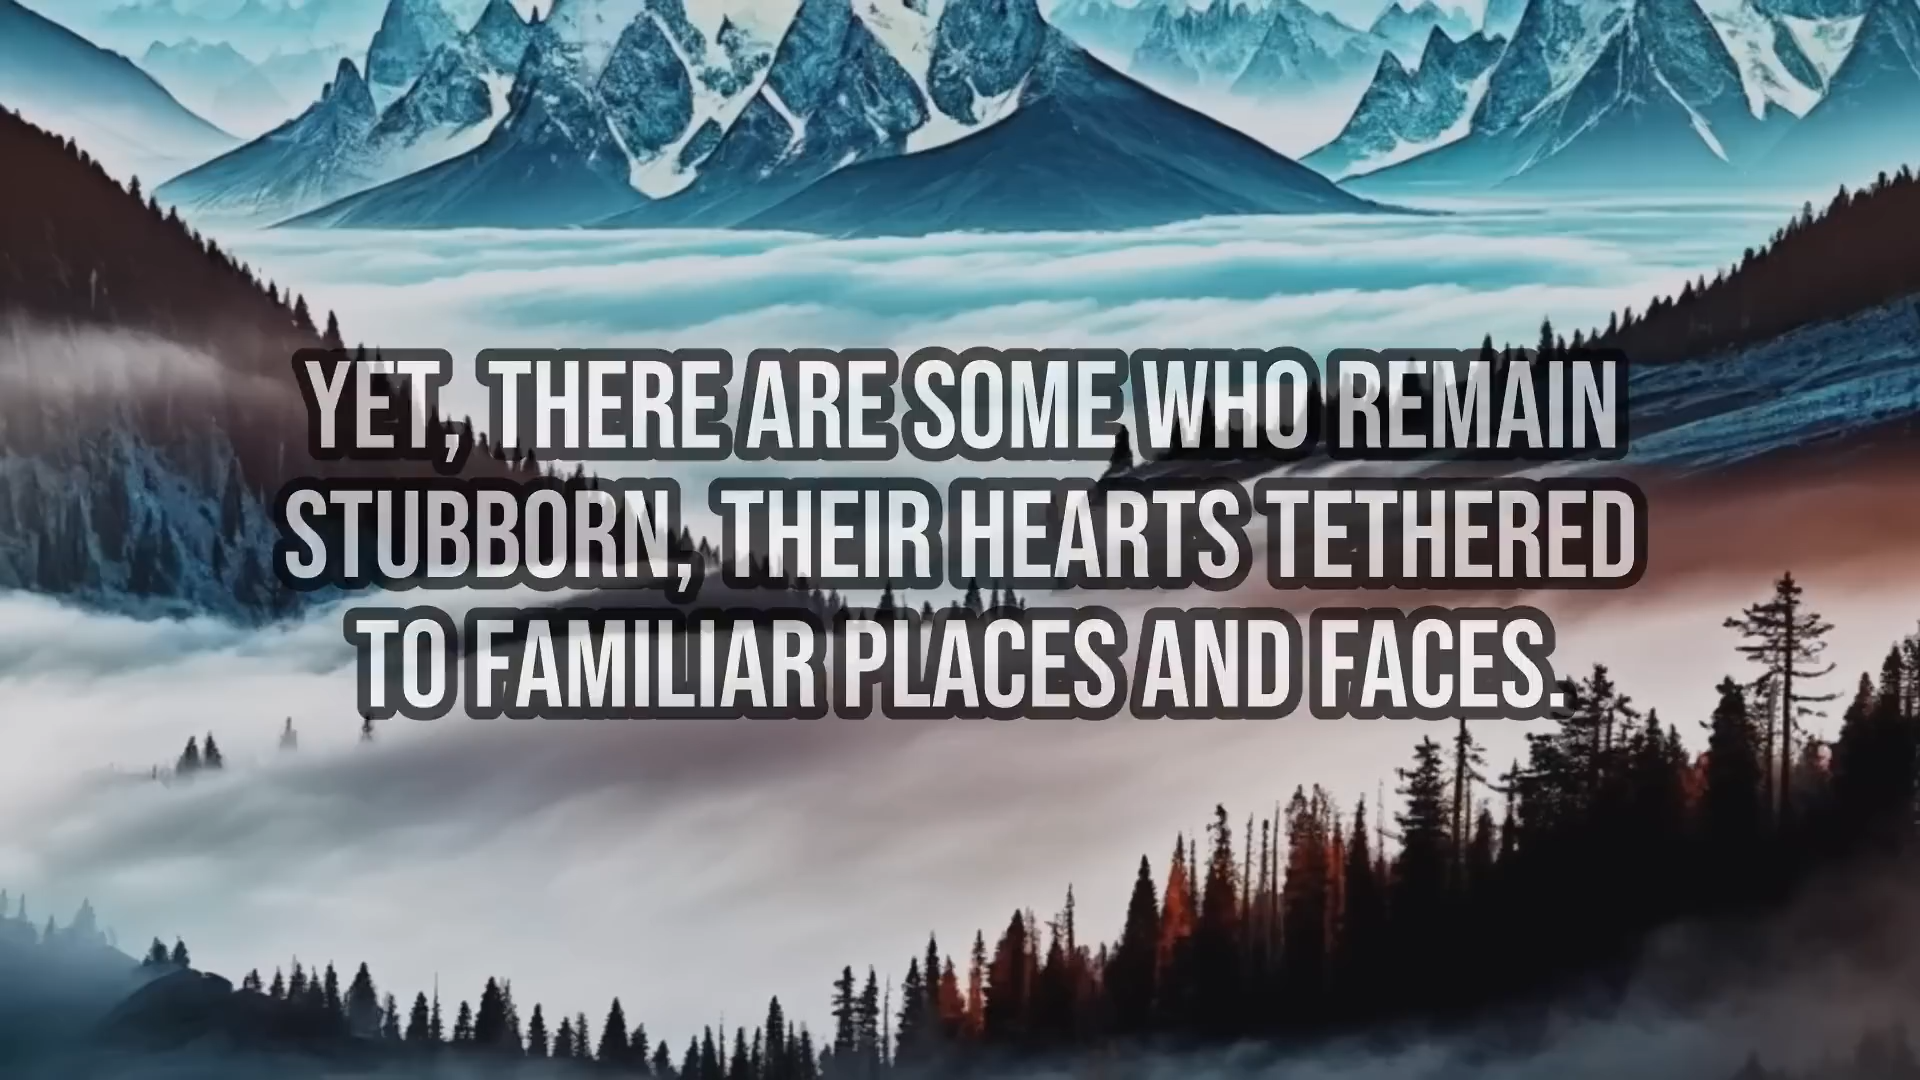 YET, THERE ARE SOME WHO REMAIN
STUBBORN, THEIR HEARTS TETHERED
TO FAMILIAR PLACES AND FACES.